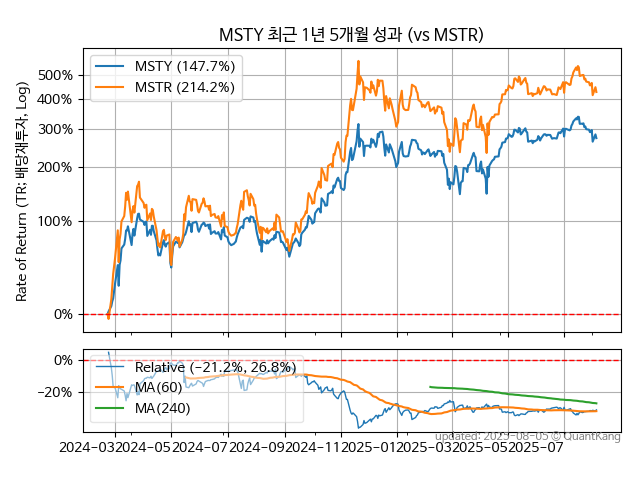 MSTY 최근 1년 5개월 성과 (vs MSTR)
MSTY (147.7%)
MSTR (214.2%)
500%
400%
300%
200%
100%
0%
Rate of Return (TR: 배당재투자, Log)
0%
−20%
Relative (−21.2%, 26.8%)
MA(60)
MA(240)
2024−03
2024−05
2024−07
2024−09
2024−11
2025−01
2025−03
2025−05
2025−07
updated: 2025−08−05 © QuantKang